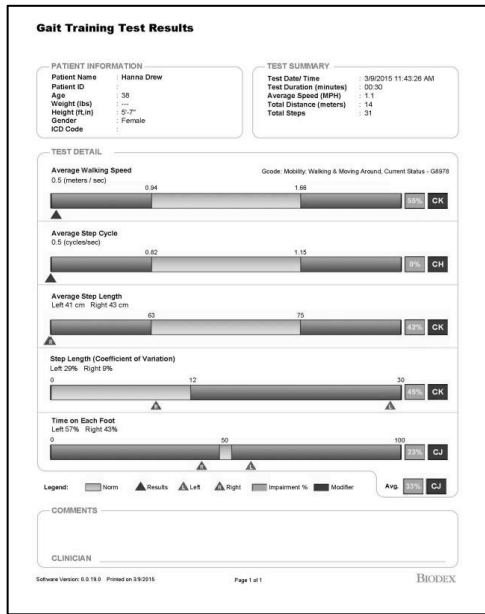 Gait Training Test Results
PATIENT INFORMATION
Patient Name : Hanna Drew
Patient ID :
Age : 38
Weight (lbs) : ---
Height (ft,in) : 5'-7"
Gender : Female
ICD Code :
TEST SUMMARY
Test Date/ Time : 3/9/2015 11:43:26 AM
Test Duration (minutes) : 00:30
Average Speed (MPH) : 1.1
Total Distance (meters) : 14
Total Steps : 31
TEST DETAIL
Average Walking Speed
Gcode: Mobility: Walking & Moving Around, Current Status - G8978
0.5 (meters / sec)
0.94 1.66
55% CK
Average Step Cycle
0.5 (cycles/sec)
0.82 1.15
CH
Average Step Length
Left 41 cm Right 43 cm
63 75
42% CK
R
Step Length (Coefficient of Variation)
Left 29% Right 9%
0 12 30
45% CK
R L
Time on Each Foot
Left 57% Right 43%
0 50 100
23% CJ
R L
Legend: Norm Results L Left R Right Impairment % Modifier
Avg. 33% CJ
COMMENTS
CLINICIAN
Software Version: 0.0.19.0 Printed on 3/9/2015
Page 1 of 1
BIODEX